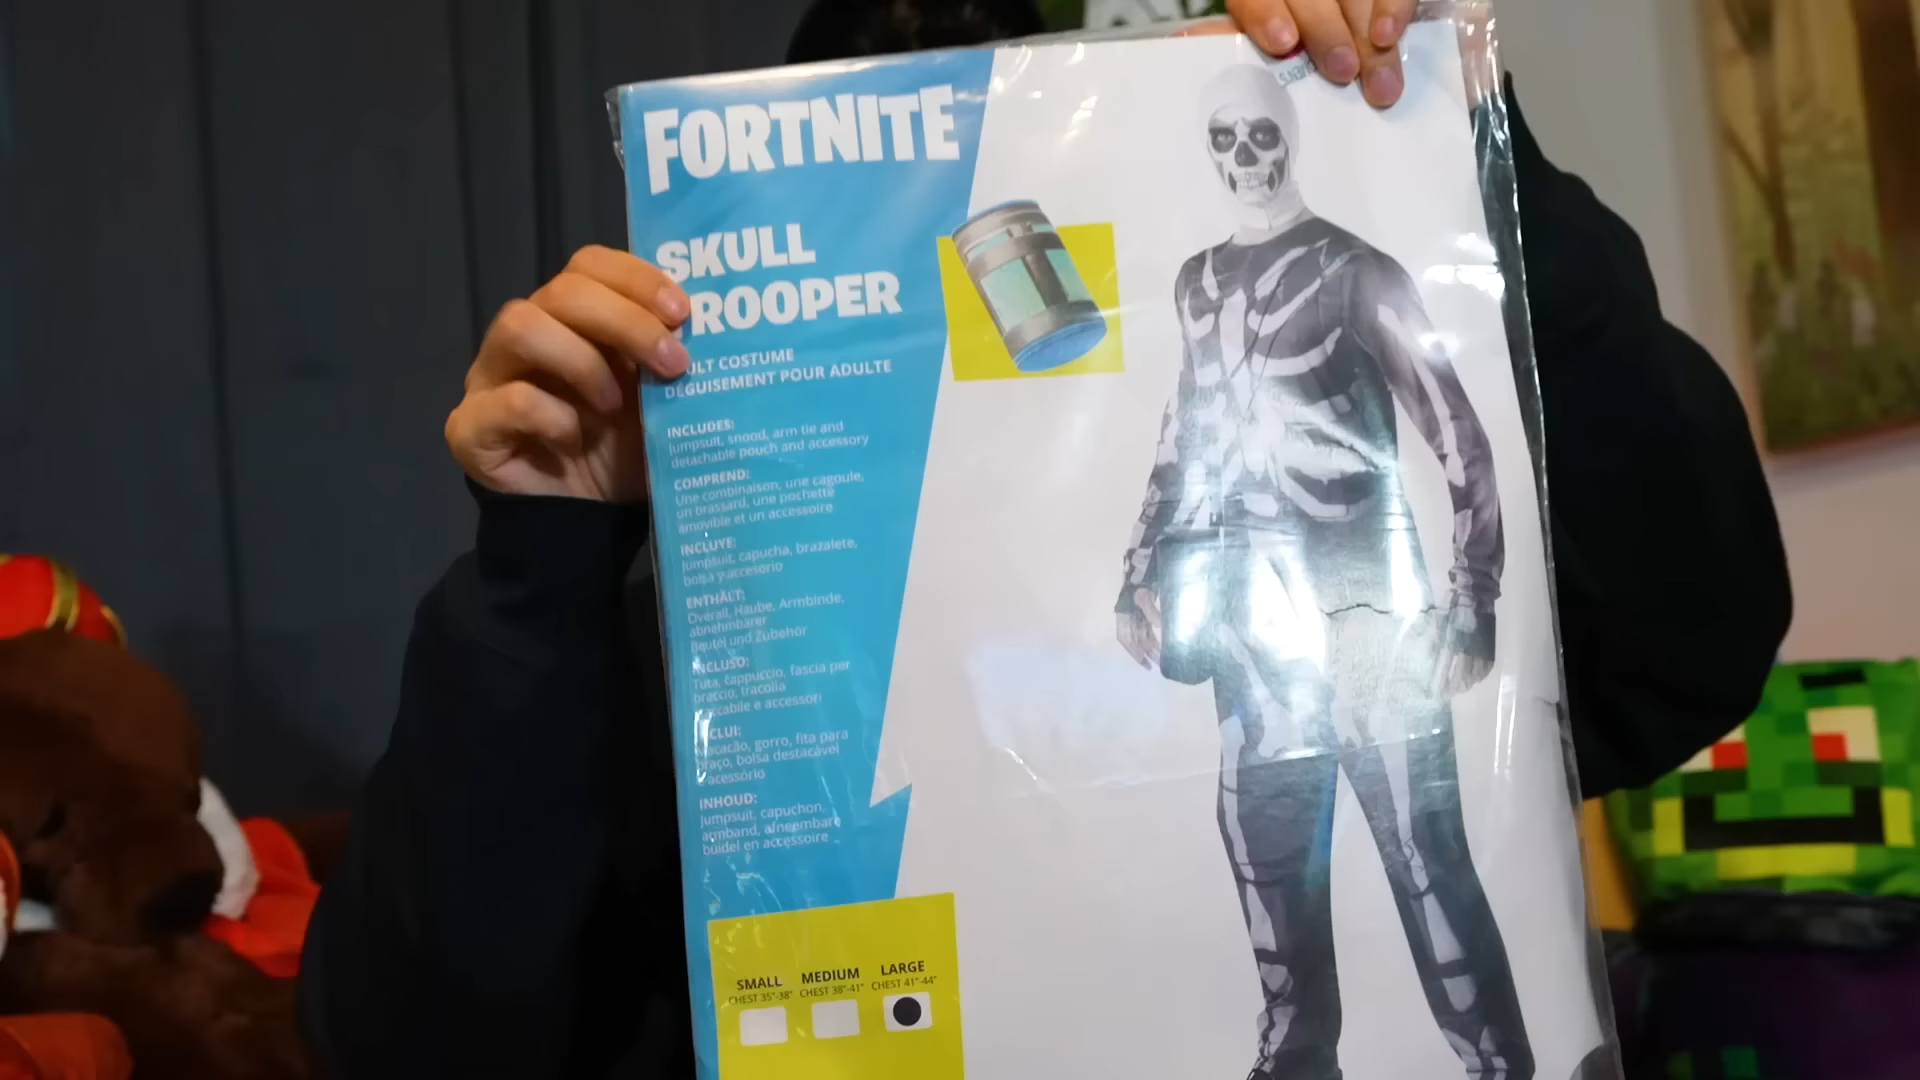 FORTNITE
SKULL
ROOPER
ULT COSTUME
DÉGUISEMENT POUR ADULTE
INCLUDES:
Jumpsuit, snood, arm tie and
detachable pouch and accessory
COMPREND:
Une combinaison, une cagoule,
un brassard, une pochette
amovible et un accessoire
INCLUYE:
Jumpsuit, capucha, brazalete,
bolsa y accesorio
ENTHÄLT:
Overall, Haube, Armbinde,
abnehmbarer
Beutel und Zubehör
INCLUSO:
Tuta, cappuccio, fascia per
braccio, tracolla
staccabile e accessori
CLUI:
Macacão, gorro, fita para
braço, bolsa destacável
acessório
INHOUD:
Jumpsuit, capuchon,
armband, afneembare
buidel en accessoire
SMALL MEDIUM LARGE
CHEST 35"-38" CHEST 38"-41" CHEST 41"-44"